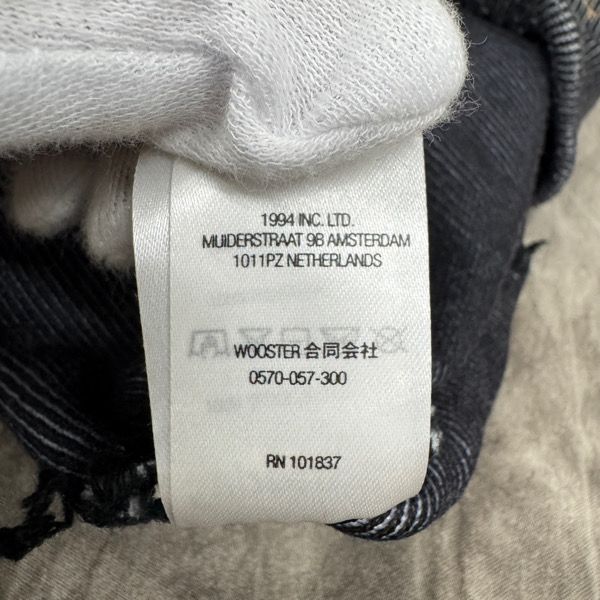 1994 INC. LTD.
MUIDERSTRAAT 9B AMSTERDAM
1011PZ NETHERLANDS
WOOSTER 合同会社
0570-057-300
RN 101837